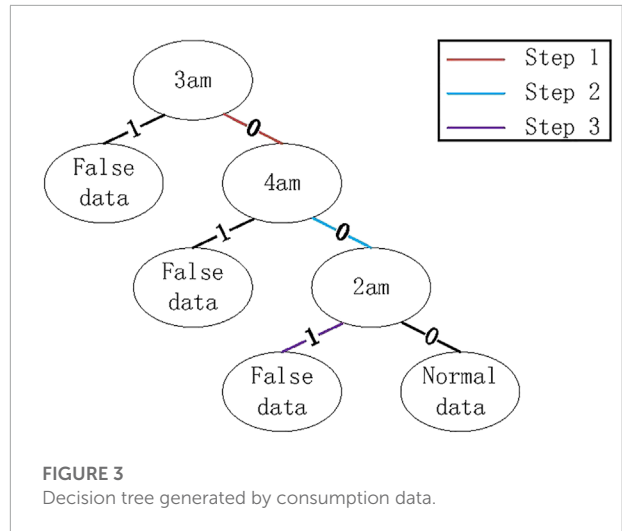 3am
Step 1
Step 2
Step 3
1
0
False
data
4am
1
0
False
data
2am
1
0
False
data
Normal
data
FIGURE 3
Decision tree generated by consumption data.